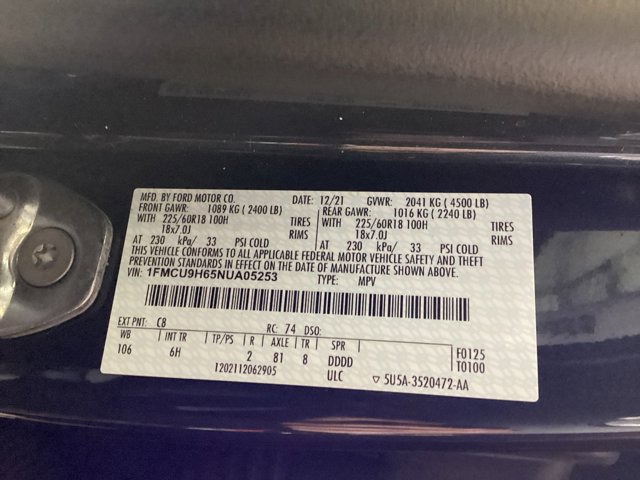 MFD. BY FORD MOTOR CO. DATE: 12/21 GVWR: 2041 KG ( 4500 LB)
FRONT GAWR: 1089 KG ( 2400 LB) REAR GAWR: 1016 KG ( 2240 LB)
WITH 225/60R18 100H TIRES WITH 225/60R18 100H TIRES
18x7.0J RIMS 18x7.0J RIMS
AT 230 kPa/ 33 PSI COLD AT 230 kPa/ 33 PSI COLD
THIS VEHICLE CONFORMS TO ALL APPLICABLE FEDERAL MOTOR VEHICLE SAFETY AND THEFT
PREVENTION STANDARDS IN EFFECT ON THE DATE OF MANUFACTURE SHOWN ABOVE.
VIN: 1FMCU9H65NUA05253 TYPE: MPV
EXT PNT: C8 RC: 74 DSO:
WB INT TR TP/PS R AXLE TR SPR
106 6H 2 81 8 DDDD F0125
1202112062905 ULC T0100
5U5A-3520472-AA